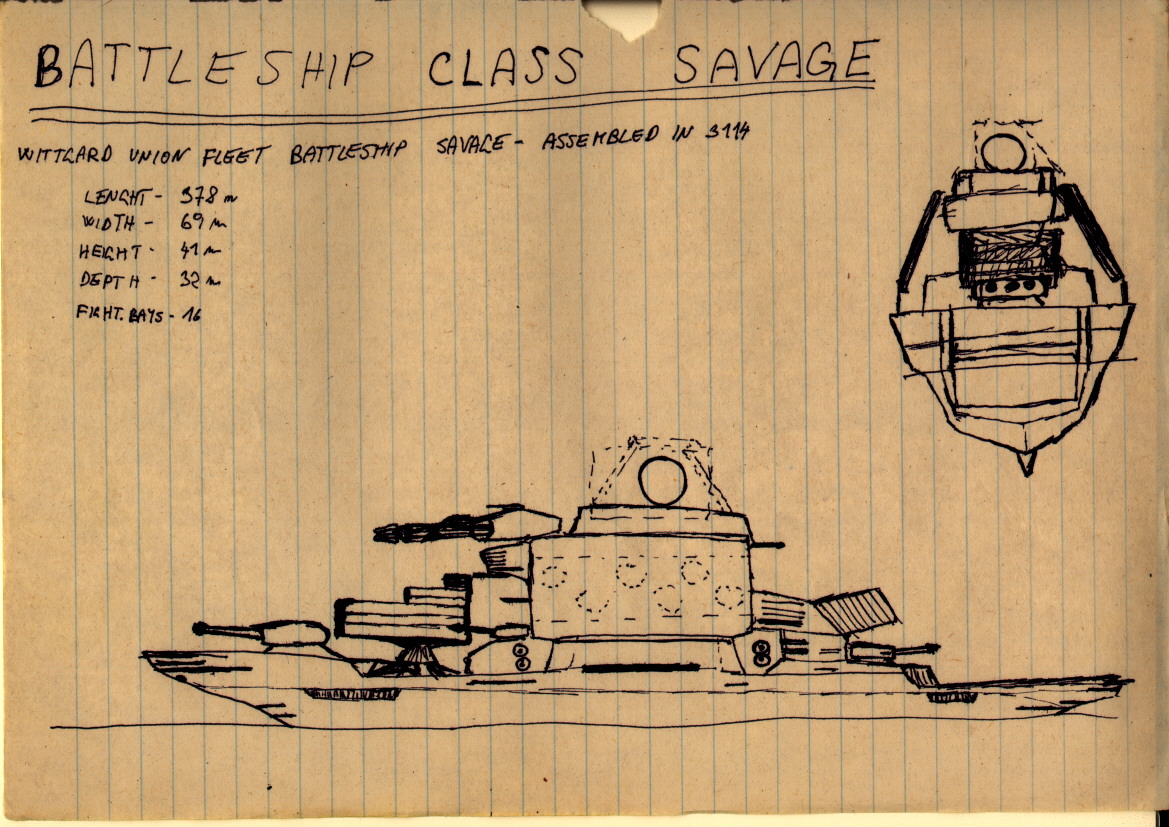 BATTLESHIP CLASS SAVAGE
WITTGARD UNION FLEET BATTLESHIP SAVAGE - ASSEMBLED IN 3114
LENGHT - 378 m
WIDTH - 69 m
HEIGHT - 41 m
DEPTH - 32 m
FIGHT. BAYS - 16